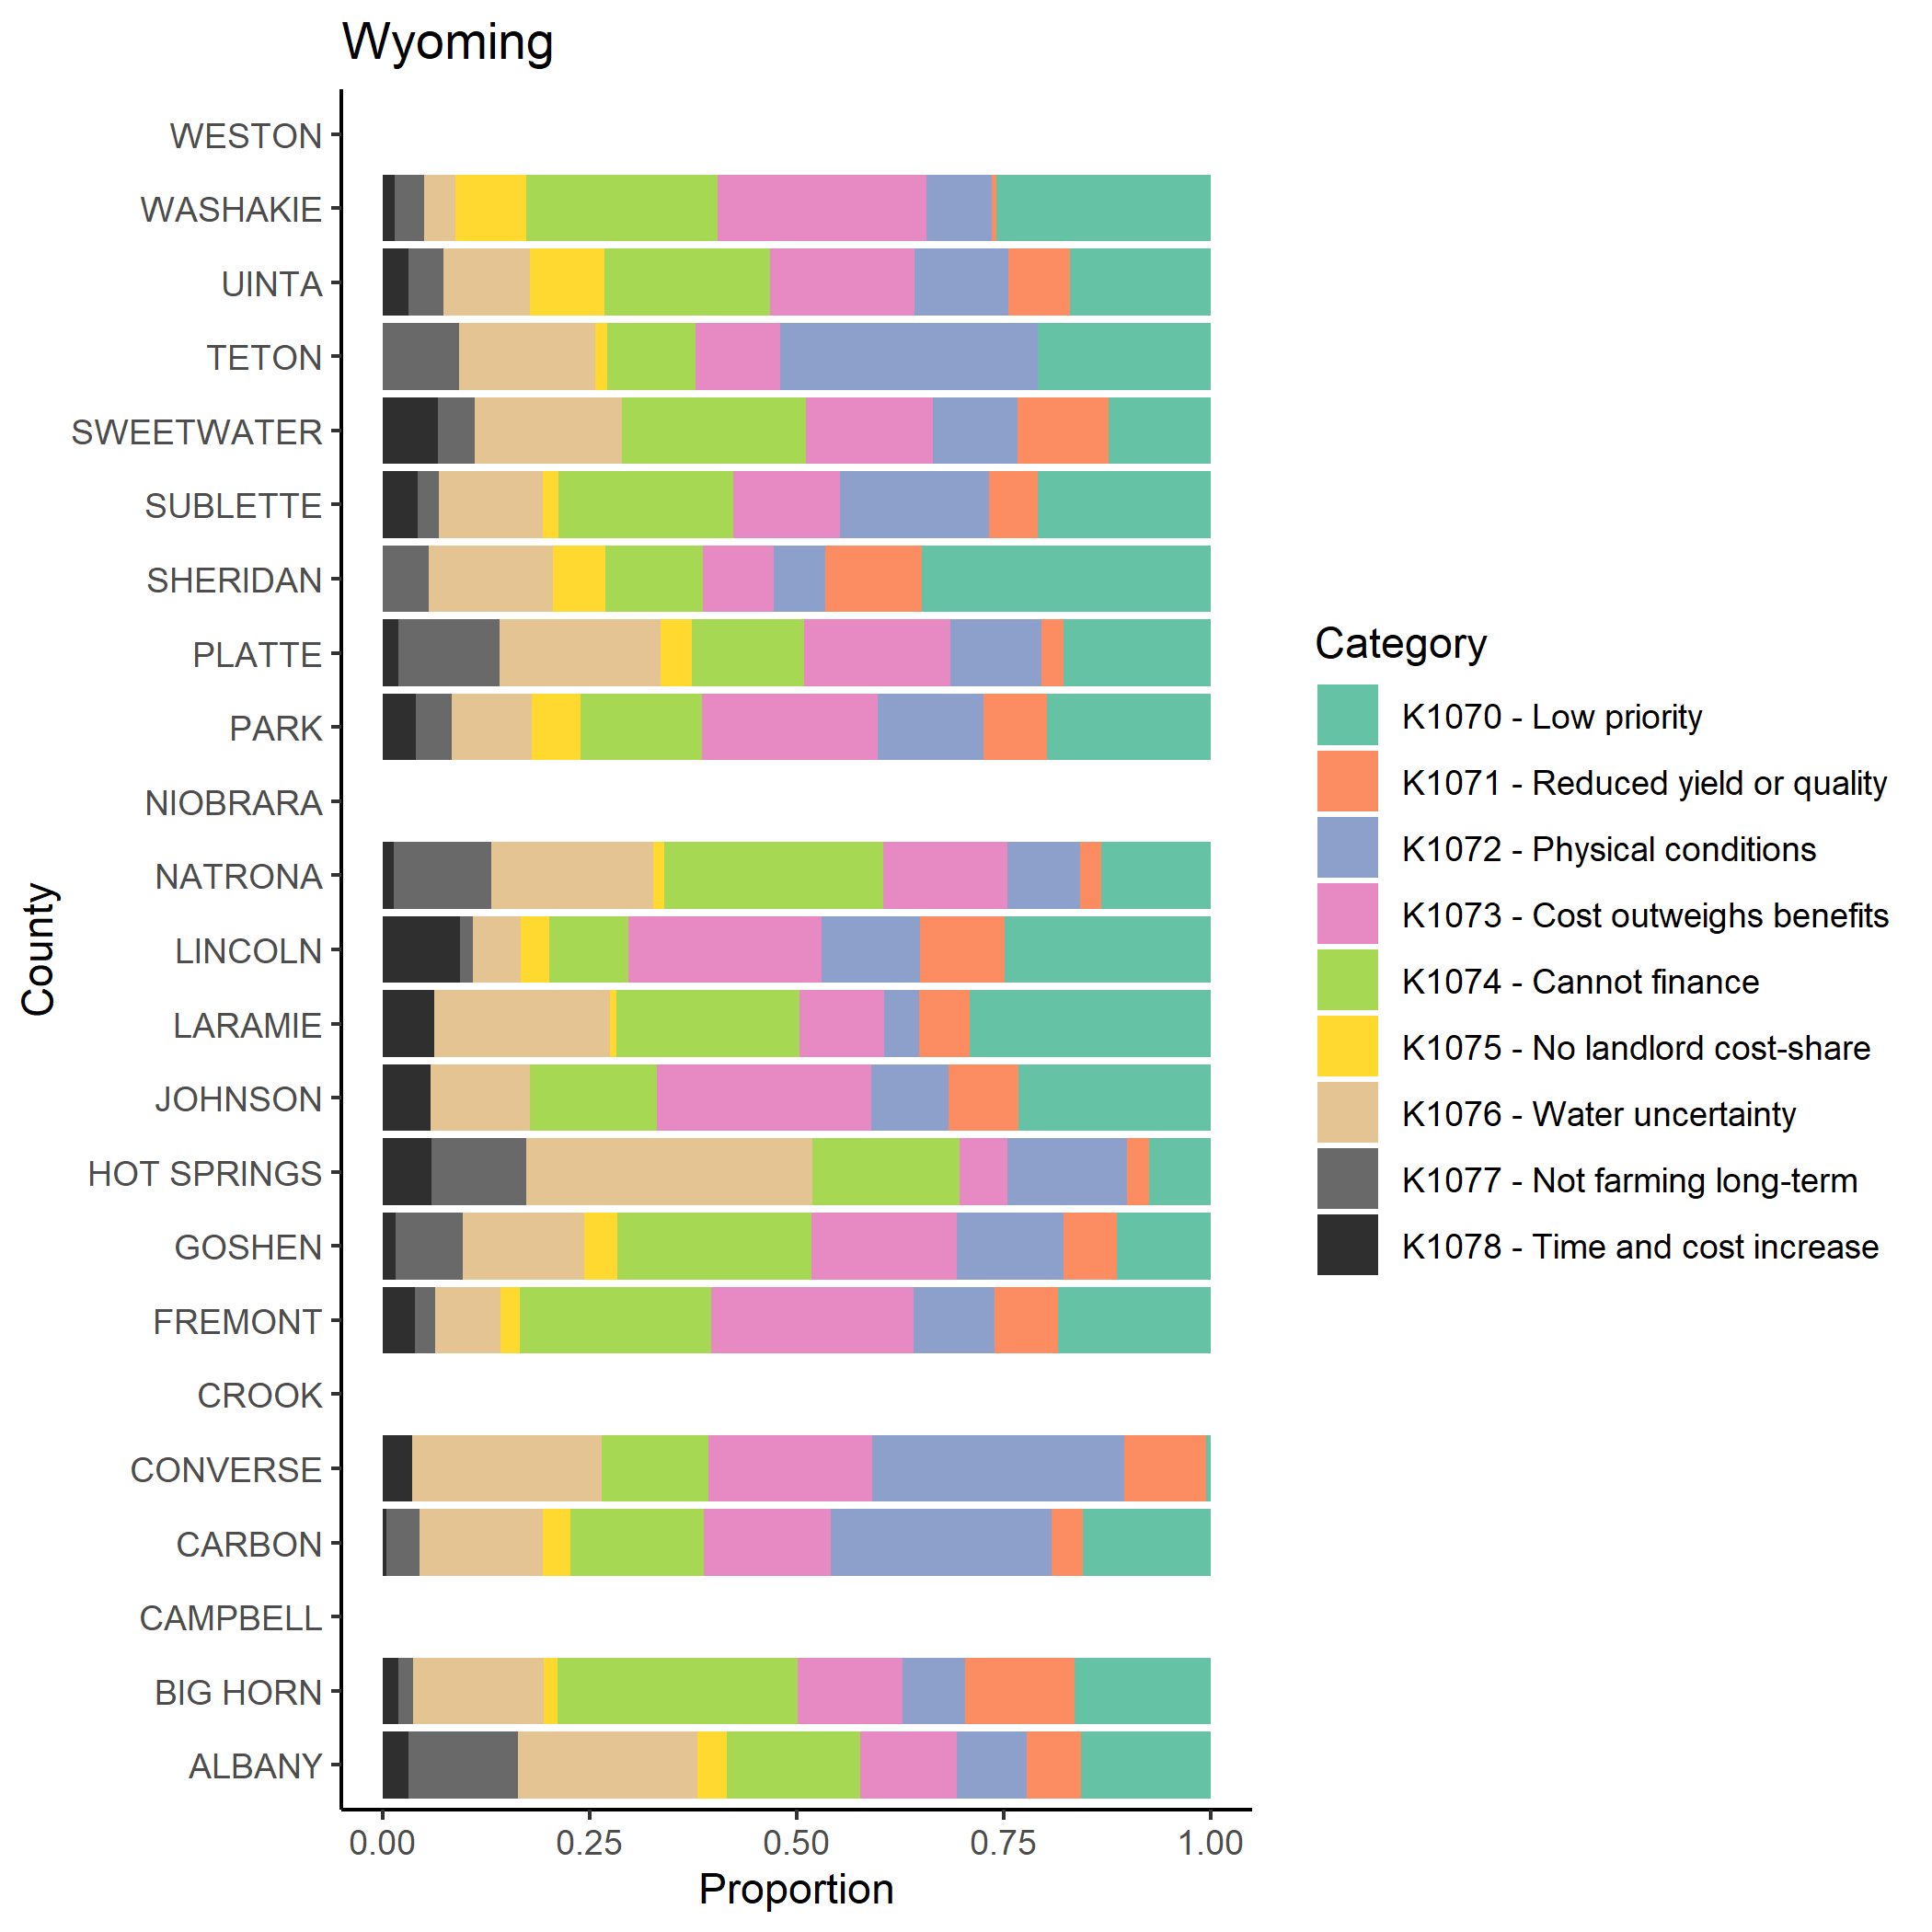 Wyoming
WESTON
WASHAKIE
UINTA
TETON
SWEETWATER
SUBLETTE
SHERIDAN
PLATTE
PARK
NIOBRARA
NATRONA
LINCOLN
LARAMIE
JOHNSON
HOT SPRINGS
GOSHEN
FREMONT
CROOK
CONVERSE
CARBON
CAMPBELL
BIG HORN
ALBANY
County
0.00 0.25 0.50 0.75 1.00
Proportion
Category
K1070 - Low priority
K1071 - Reduced yield or quality
K1072 - Physical conditions
K1073 - Cost outweighs benefits
K1074 - Cannot finance
K1075 - No landlord cost-share
K1076 - Water uncertainty
K1077 - Not farming long-term
K1078 - Time and cost increase